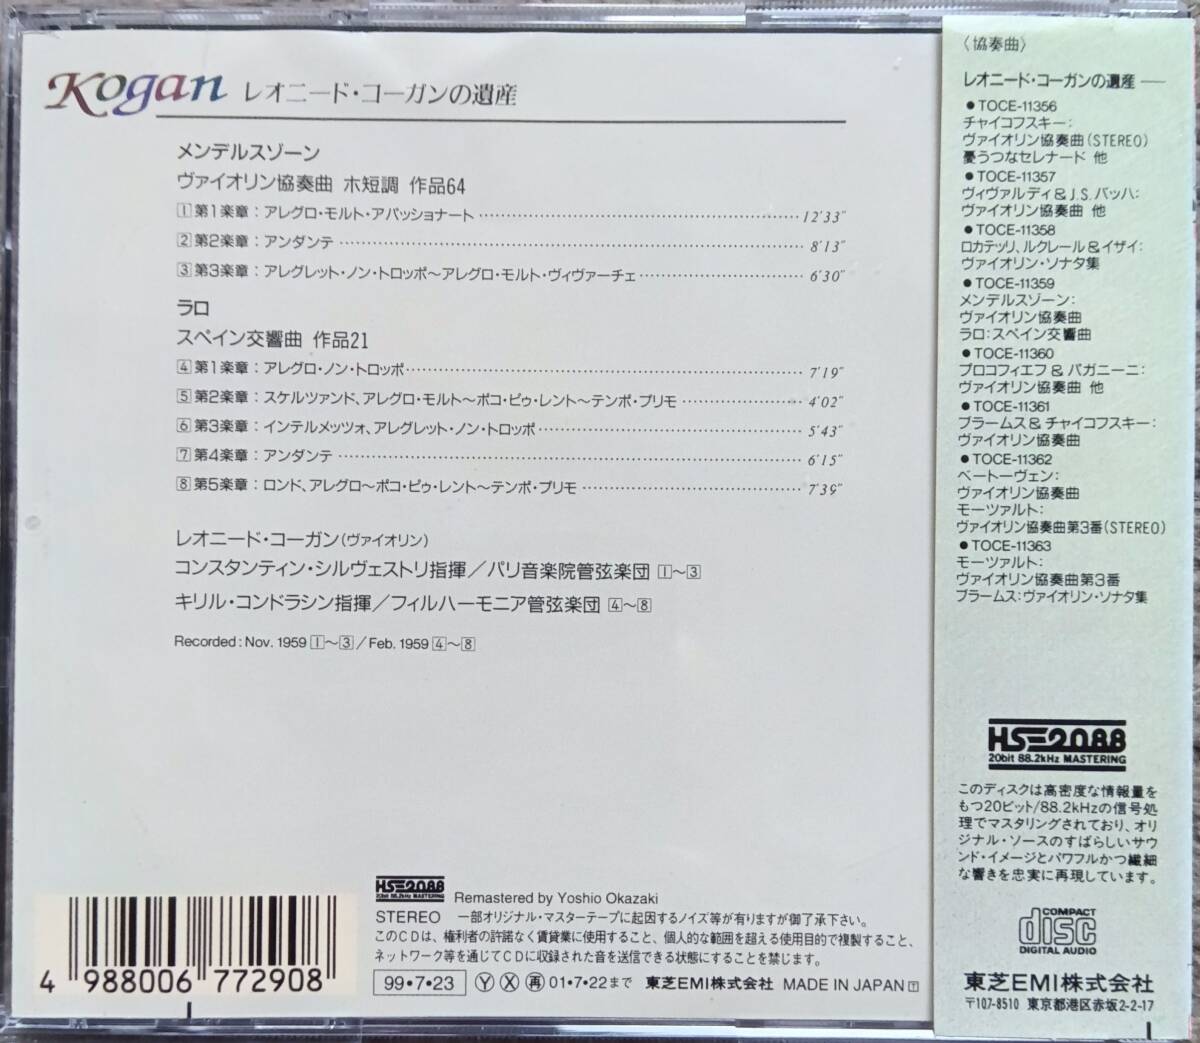 Kogan レオニード・コーガンの遺産
メンデルスゾーン
ヴァイオリン協奏曲 ホ短調 作品64
1 第1楽章：アレグロ・モルト・アパッショナート 12'33"
2 第2楽章：アンダンテ 8'13"
3 第3楽章：アレグレット・ノン・トロッポ～アレグロ・モルト・ヴィヴァーチェ 6'30"
ラロ
スペイン交響曲 作品21
4 第1楽章：アレグロ・ノン・トロッポ 7'19"
5 第2楽章：スケルツァンド、アレグロ・モルト～ポコ・ピゥ・レント～テンポ・プリモ 4'02"
6 第3楽章：インテルメッツォ、アレグレット・ノン・トロッポ 5'43"
7 第4楽章：アンダンテ 6'15"
8 第5楽章：ロンド、アレグロ～ポコ・ピゥ・レント～テンポ・プリモ 7'39"
レオニード・コーガン（ヴァイオリン）
コンスタンティン・シルヴェストリ指揮／パリ音楽院管弦楽団 1～3
キリル・コンドラシン指揮／フィルハーモニア管弦楽団 4～8
Recorded: Nov. 1959 1～3 / Feb. 1959 4～8
HS-2088
20bit 88.2kHz MASTERING
Remastered by Yoshio Okazaki
STEREO 一部オリジナル・マスターテープに起因するノイズ等が有りますが御了承下さい。
このCDは、権利者の許諾なく賃貸業に使用すること、個人的な範囲を超える使用目的で複製すること、
ネットワーク等を通じてCDに収録された音を送信できる状態にすることを禁じます。
99・7・23 Ⓨ Ⓧ 再 01・7・22まで 東芝EMI株式会社 MADE IN JAPAN T
4 988006 772908
〈協奏曲〉
レオニード・コーガンの遺産──
● TOCE-11356
チャイコフスキー：
ヴァイオリン協奏曲（STEREO）
憂うつなセレナード 他
● TOCE-11357
ヴィヴァルディ＆J.S.バッハ：
ヴァイオリン協奏曲 他
● TOCE-11358
ロカテッリ、ルクレール＆イザイ：
ヴァイオリン・ソナタ集
● TOCE-11359
メンデルスゾーン：
ヴァイオリン協奏曲
ラロ：スペイン交響曲
● TOCE-11360
プロコフィエフ＆パガニーニ：
ヴァイオリン協奏曲 他
● TOCE-11361
ブラームス＆チャイコフスキー：
ヴァイオリン協奏曲
● TOCE-11362
ベートーヴェン：
ヴァイオリン協奏曲
モーツァルト：
ヴァイオリン協奏曲第3番（STEREO）
● TOCE-11363
モーツァルト：
ヴァイオリン協奏曲第3番
ブラームス：ヴァイオリン・ソナタ集
HS-2088
20bit 88.2kHz MASTERING
このディスクは高密度な情報量を
もつ20ビット/88.2kHzの信号処
理でマスタリングされており、オリ
ジナル・ソースのすばらしいサウ
ンド・イメージとパワフルかつ繊細
な響きを忠実に再現しています。
COMPACT
disc
DIGITAL AUDIO
東芝EMI株式会社
〒107-8510 東京都港区赤坂2-2-17